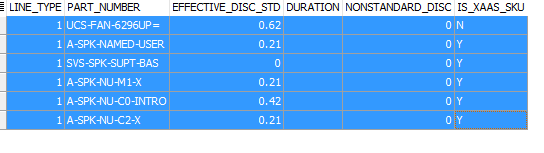 LINE_TYPE PART_NUMBER EFFECTIVE_DISC_STD DURATION NONSTANDARD_DISC IS_XAAS_SKU
1 UCS-FAN-6296UP= 0.62 0 N
1 A-SPK-NAMED-USER 0.21 0 Y
1 SVS-SPK-SUPT-BAS 0 0 Y
1 A-SPK-NU-M1-X 0.21 0 Y
1 A-SPK-NU-C0-INTRO 0.42 0 Y
1 A-SPK-NU-C2-X 0.21 0 Y